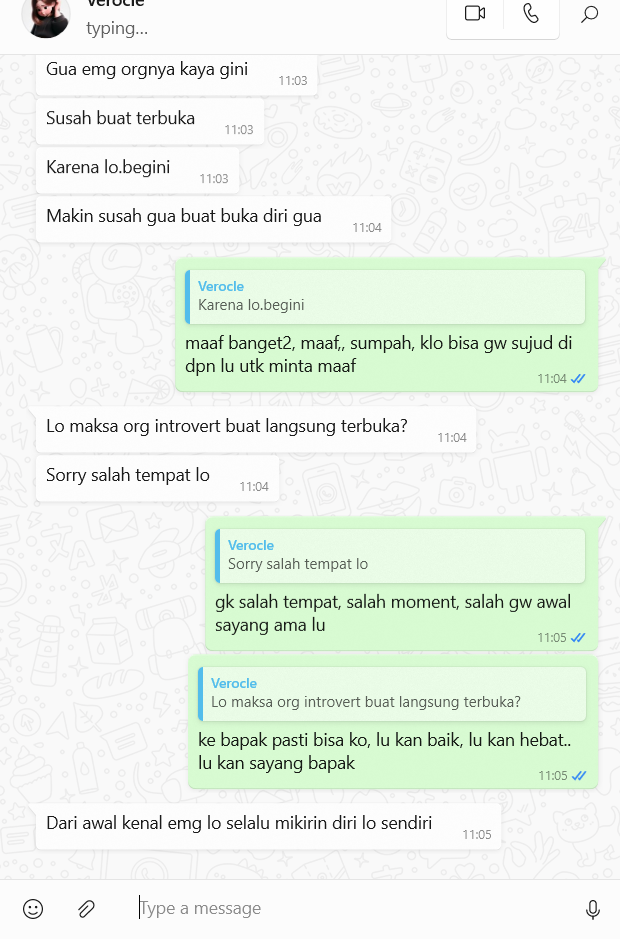 Verocle
typing...
Gua emg orgnya kaya gini
11:03
Susah buat terbuka
11:03
Karena lo.begini
11:03
Makin susah gua buat buka diri gua
11:04
Verocle
Karena lo.begini
maaf banget2, maaf,, sumpah, klo bisa gw sujud di
dpn lu utk minta maaf
11:04
Lo maksa org introvert buat langsung terbuka?
11:04
Sorry salah tempat lo
11:04
Verocle
Sorry salah tempat lo
gk salah tempat, salah moment, salah gw awal
sayang ama lu
11:05
Verocle
Lo maksa org introvert buat langsung terbuka?
ke bapak pasti bisa ko, lu kan baik, lu kan hebat..
lu kan sayang bapak
11:05
Dari awal kenal emg lo selalu mikirin diri lo sendiri
11:05
Type a message